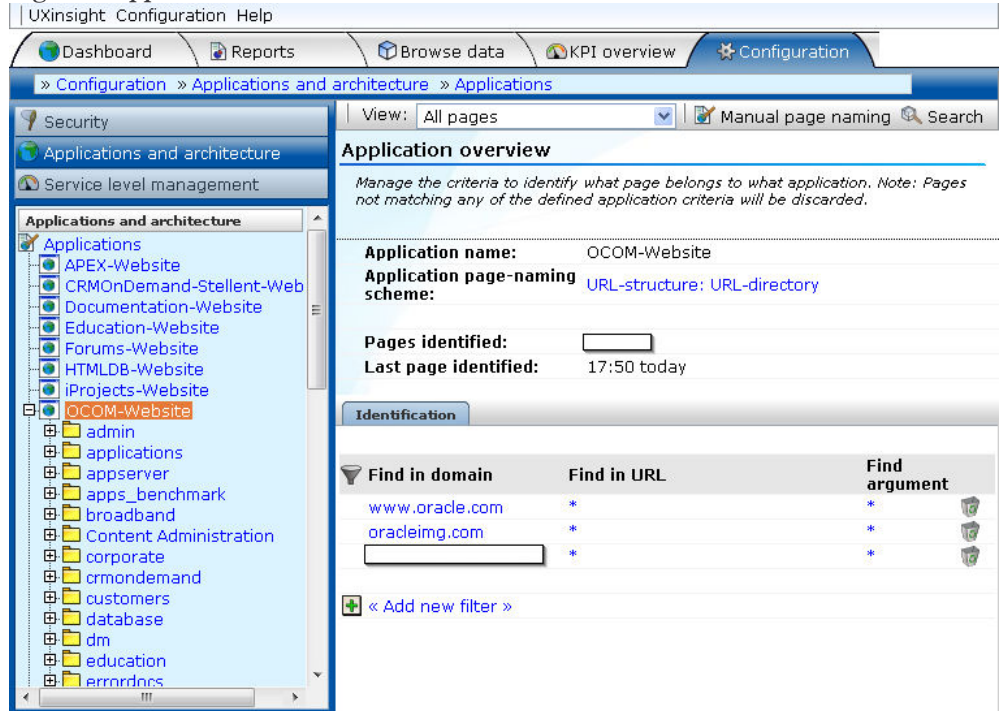 UXinsight Configuration Help
Dashboard Reports Browse data KPI overview Configuration
» Configuration » Applications and architecture » Applications
Security
Applications and architecture
Service level management
Applications and architecture
Applications
APEX-Website
CRMOnDemand-Stellent-Web
Documentation-Website
Education-Website
Forums-Website
HTMLDB-Website
iProjects-Website
OCOM-Website
admin
applications
appserver
apps_benchmark
broadband
Content Administration
corporate
crmondemand
customers
database
dm
education
errordocs
View: All pages Manual page naming Search
Application overview
Manage the criteria to identify what page belongs to what application. Note: Pages
not matching any of the defined application criteria will be discarded.
Application name: OCOM-Website
Application page-naming
scheme: URL-structure: URL-directory
Pages identified:
Last page identified: 17:50 today
Identification
Find in domain Find in URL Find
argument
www.oracle.com * *
oracleimg.com * *
* *
« Add new filter »